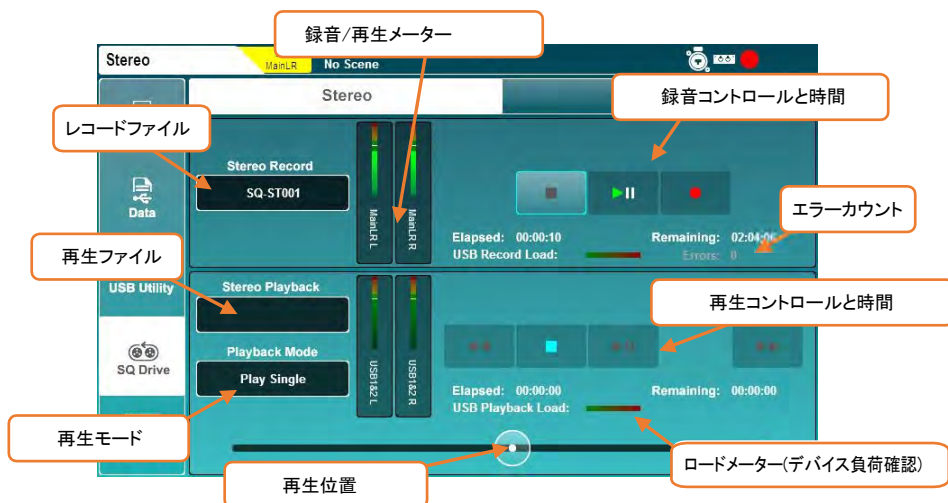 録音/再生メーター
Stereo
MainLR
No Scene
Stereo
録音コントロールと時間
レコードファイル
Stereo Record
SQ-ST001
MainLR L
MainLR R
Data
エラーカウント
Elapsed: 00:00:10
Remaining: 02:04:06
USB Record Load:
Errors: 0
再生ファイル
USB Utility
Stereo Playback
再生コントロールと時間
SQ Drive
Playback Mode
Play Single
USB1&2 L
USB1&2 R
Elapsed: 00:00:00
Remaining: 00:00:00
USB Playback Load:
再生モード
再生位置
ロードメーター(デバイス負荷確認)